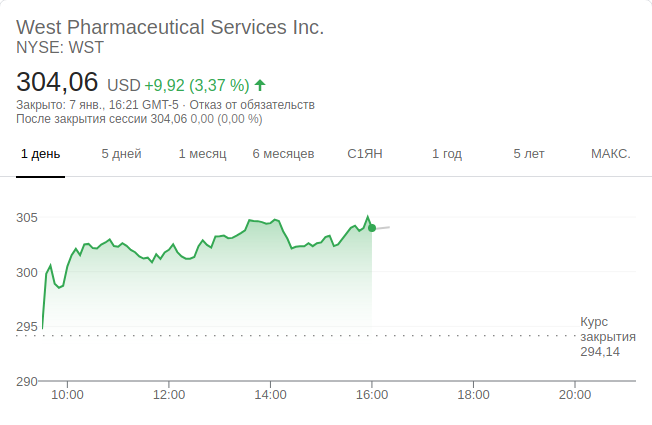 West Pharmaceutical Services Inc.
NYSE: WST
304,06 USD +9,92 (3,37 %)
Закрыто: 7 янв., 16:21 GMT-5 · Отказ от обязательств
После закрытия сессии 304,06 0,00 (0,00 %)
1 день 5 дней 1 месяц 6 месяцев С1ЯН 1 год 5 лет МАКС.
305
300
295
Курс
закрытия
294,14
290
10:00 12:00 14:00 16:00 18:00 20:00